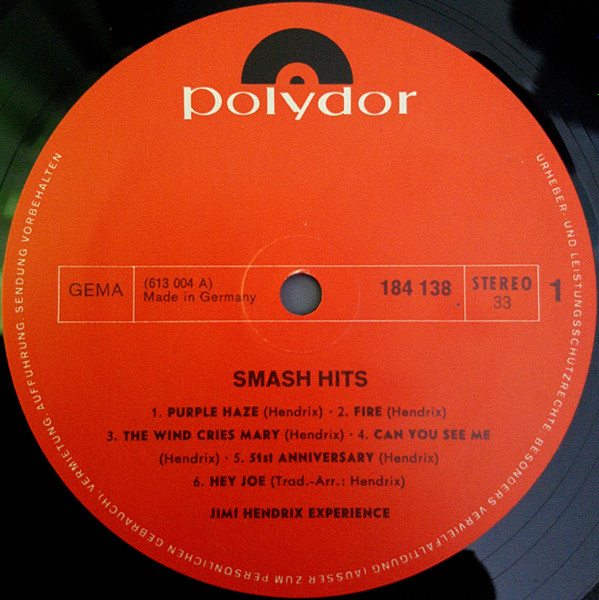 polydor
GEMA
(613 004 A)
Made in Germany
184 138
STEREO
33
1
SMASH HITS
1. PURPLE HAZE (Hendrix) · 2. FIRE (Hendrix)
3. THE WIND CRIES MARY (Hendrix) · 4. CAN YOU SEE ME
(Hendrix) · 5. 51st ANNIVERSARY (Hendrix)
6. HEY JOE (Trad.-Arr.: Hendrix)
JIMI HENDRIX EXPERIENCE
URHEBER- UND LEISTUNGSSCHUTZRECHTE BESONDERS VERVIELFÄLTIGUNG (AUSSER ZUM PERSÖNLICHEN GEBRAUCH), VERMIETUNG, AUFFÜHRUNG, SENDUNG VORBEHALTEN